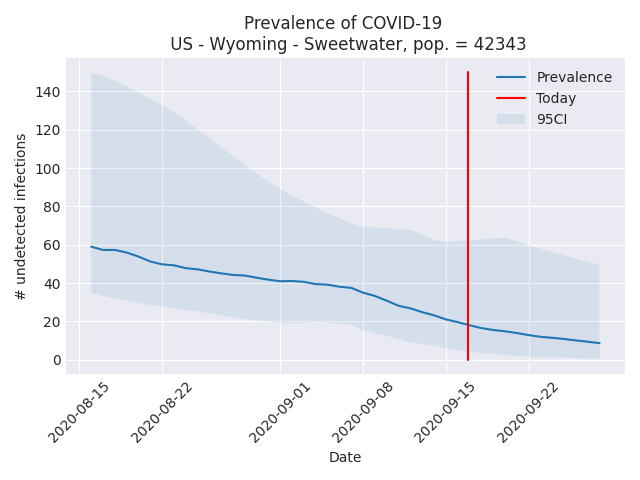 Prevalence of COVID-19
US - Wyoming - Sweetwater, pop. = 42343
# undetected infections
140
120
100
80
60
40
20
0
Prevalence
Today
95CI
2020-08-15
2020-08-22
2020-09-01
2020-09-08
2020-09-15
2020-09-22
Date